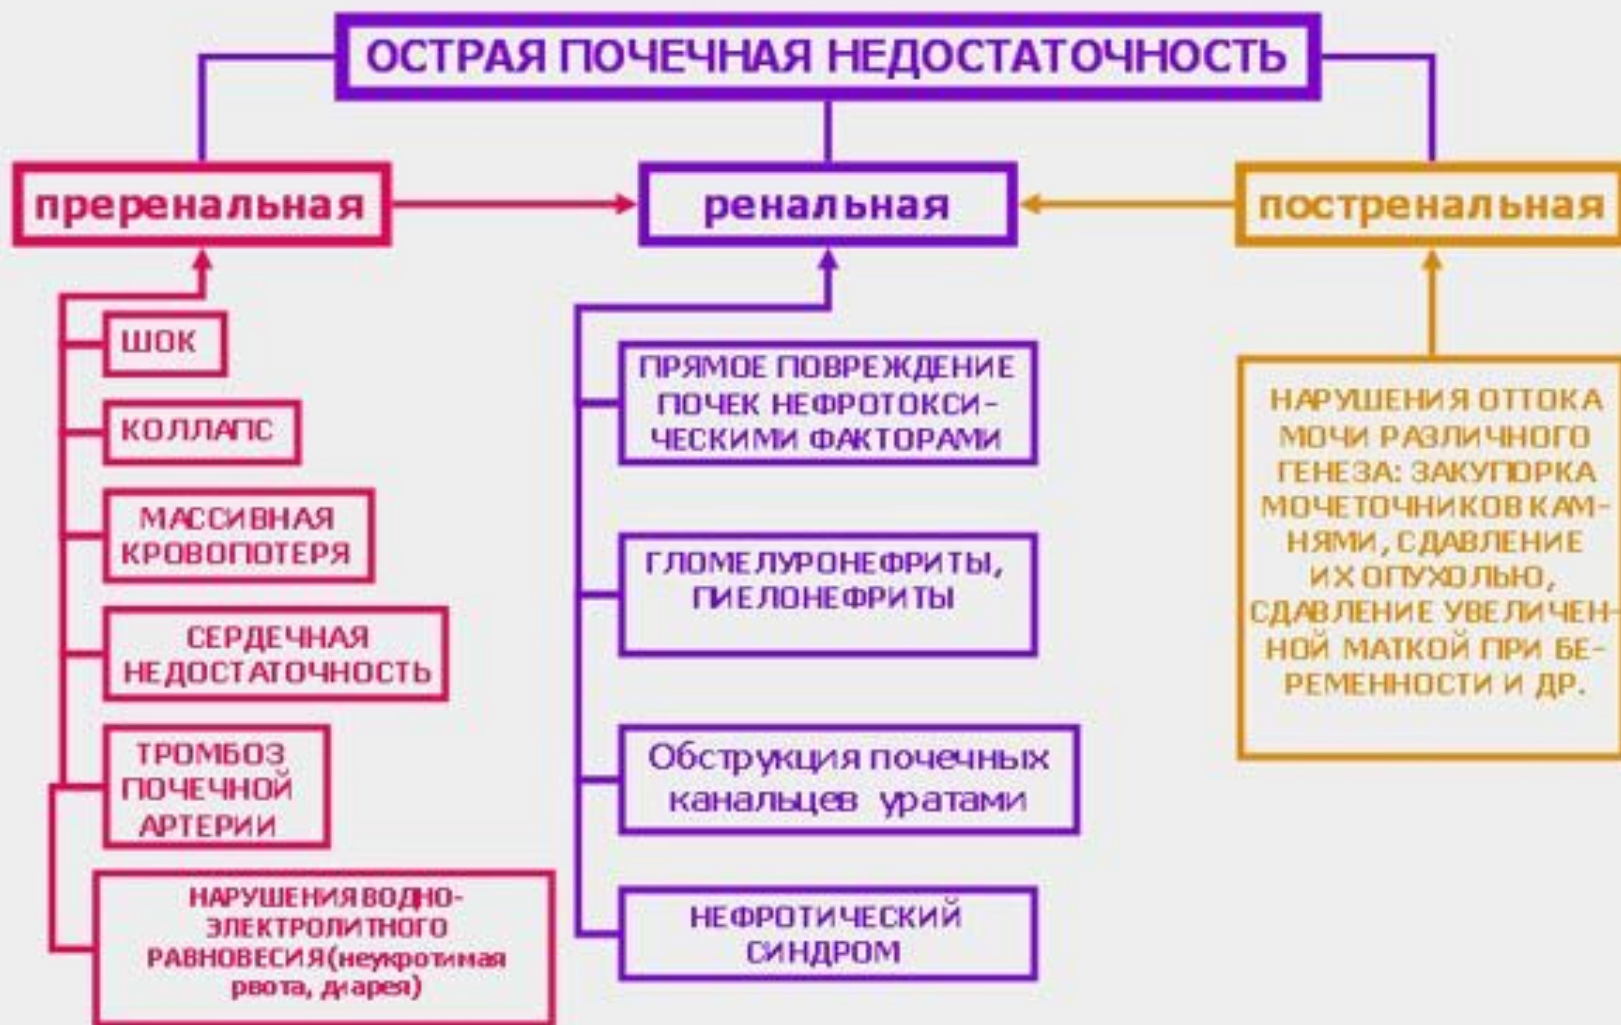 ОСТРАЯ ПОЧЕЧНАЯ НЕДОСТАТОЧНОСТЬ
преренальная
ренальная
постренальная
ШОК
КОЛЛАПС
МАССИВНАЯ
КРОВОПОТЕРЯ
СЕРДЕЧНАЯ
НЕДОСТАТОЧНОСТЬ
ТРОМБОЗ
ПОЧЕЧНОЙ
АРТЕРИИ
НАРУШЕНИЯ ВОДНО-
ЭЛЕКТРОЛИТНОГО
РАВНОВЕСИЯ(неукротимая
рвота, диарея)
ПРЯМОЕ ПОВРЕЖДЕНИЕ
ПОЧЕК НЕФРОТОКСИ-
ЧЕСКИМИ ФАКТОРАМИ
ГЛОМЕЛУРОНЕФРИТЫ,
ПИЕЛОНЕФРИТЫ
Обструкция почечных
канальцев уратами
НЕФРОТИЧЕСКИЙ
СИНДРОМ
НАРУШЕНИЯ ОТТОКА
МОЧИ РАЗЛИЧНОГО
ГЕНЕЗА: ЗАКУПОРКА
МОЧЕТОЧНИКОВ КАМ-
НЯМИ, СДАВЛЕНИЕ
ИХ ОПУХОЛЬЮ,
СДАВЛЕНИЕ УВЕЛИЧЕН-
НОЙ МАТКОЙ ПРИ БЕ-
РЕМЕННОСТИ И ДР.